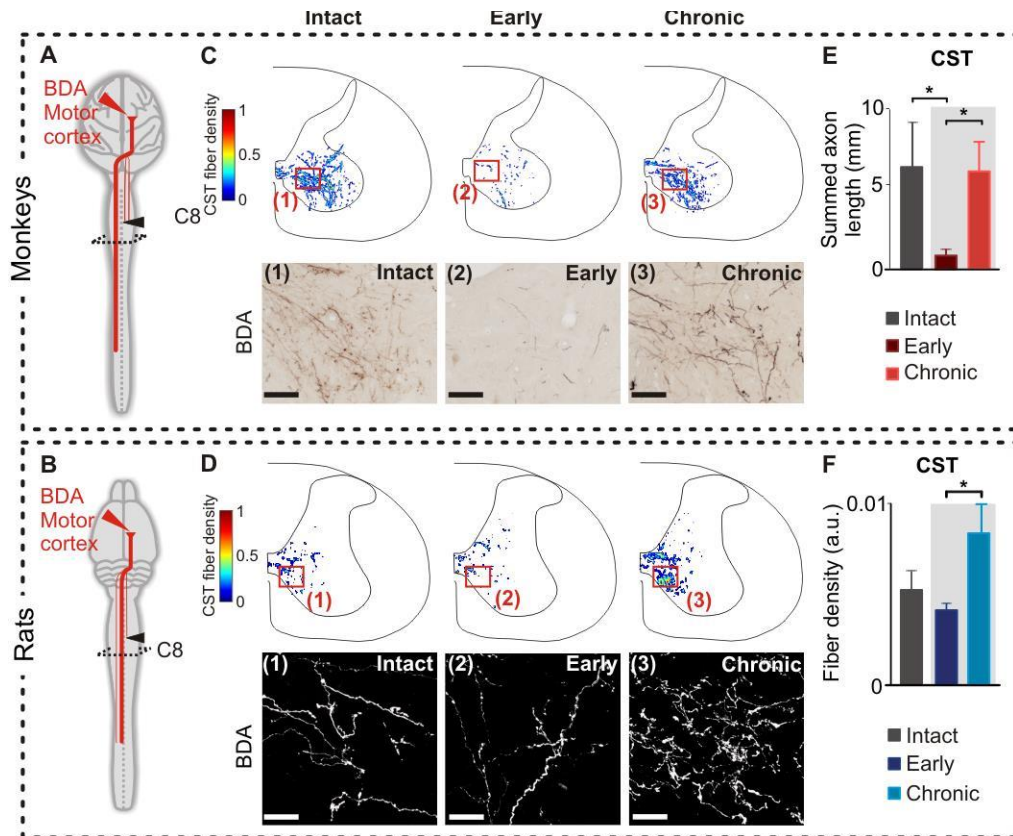 Intact Early Chronic
Monkeys
A
BDA
Motor
cortex
C8
C
CST fiber density
1
0.5
0
(1)
(2)
(3)
BDA
(1) Intact
(2) Early
(3) Chronic
E
CST
Summed axon
length (mm)
10
5
0
*
*
Intact
Early
Chronic
Rats
B
BDA
Motor
cortex
C8
D
CST fiber density
1
0.5
0
(1)
(2)
(3)
BDA
(1) Intact
(2) Early
(3) Chronic
F
CST
Fiber density (a.u.)
0.01
0
*
Intact
Early
Chronic